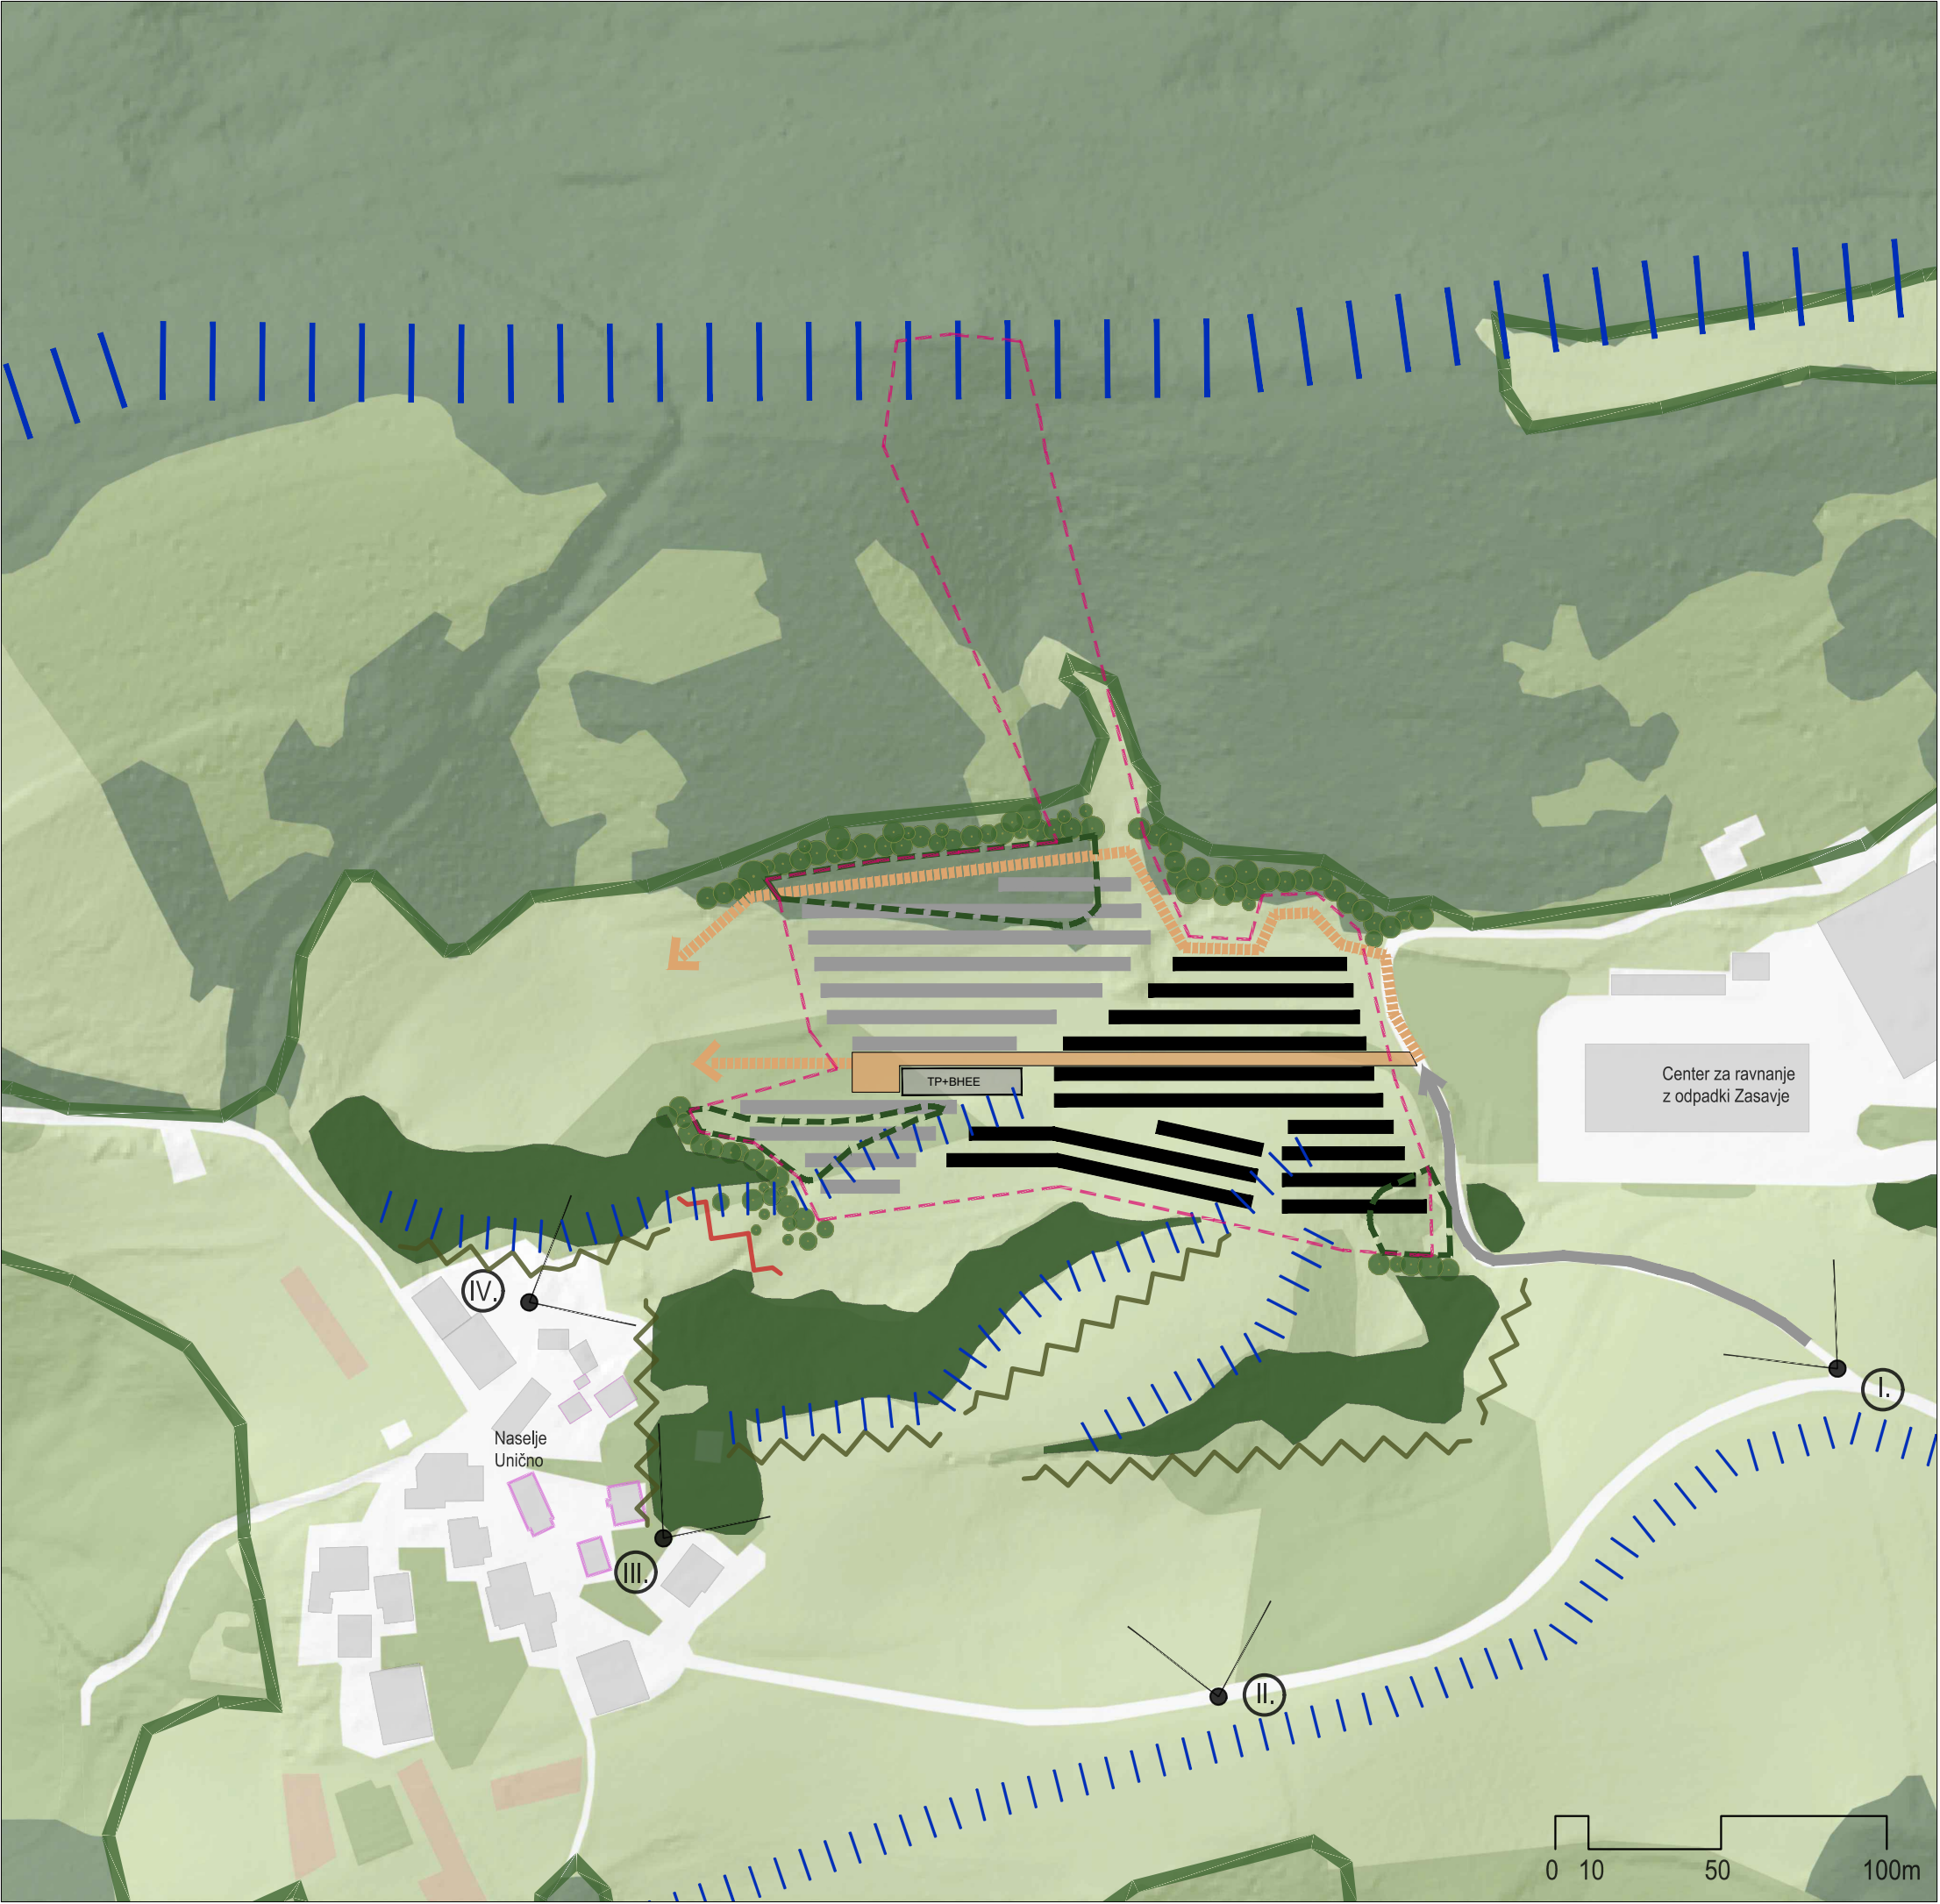 Center za ravnanje
z odpadki Zasavje
TP+BHEE
IV.
I.
Naselje
Unično
III.
II.
0 10 50 100m